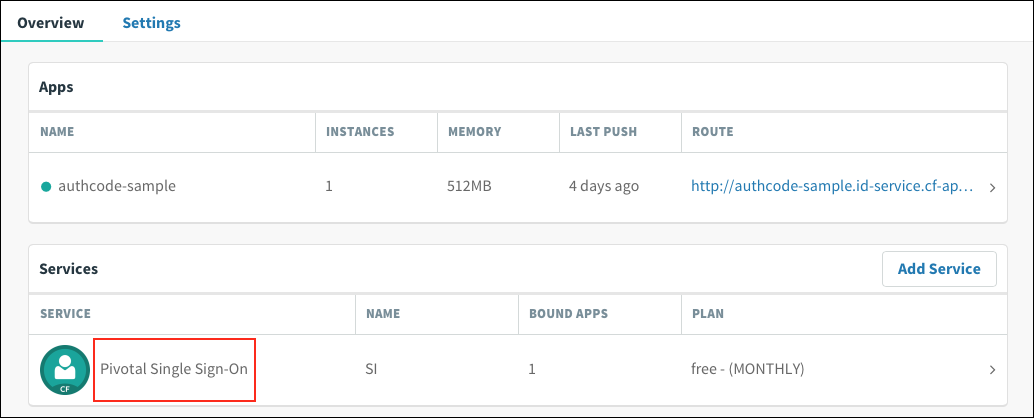 Overview Settings
Apps
NAME INSTANCES MEMORY LAST PUSH ROUTE
authcode-sample 1 512MB 4 days ago http://authcode-sample.id-service.cf-ap...
Services Add Service
SERVICE NAME BOUND APPS PLAN
Pivotal Single Sign-On SI 1 free - (MONTHLY)
CF